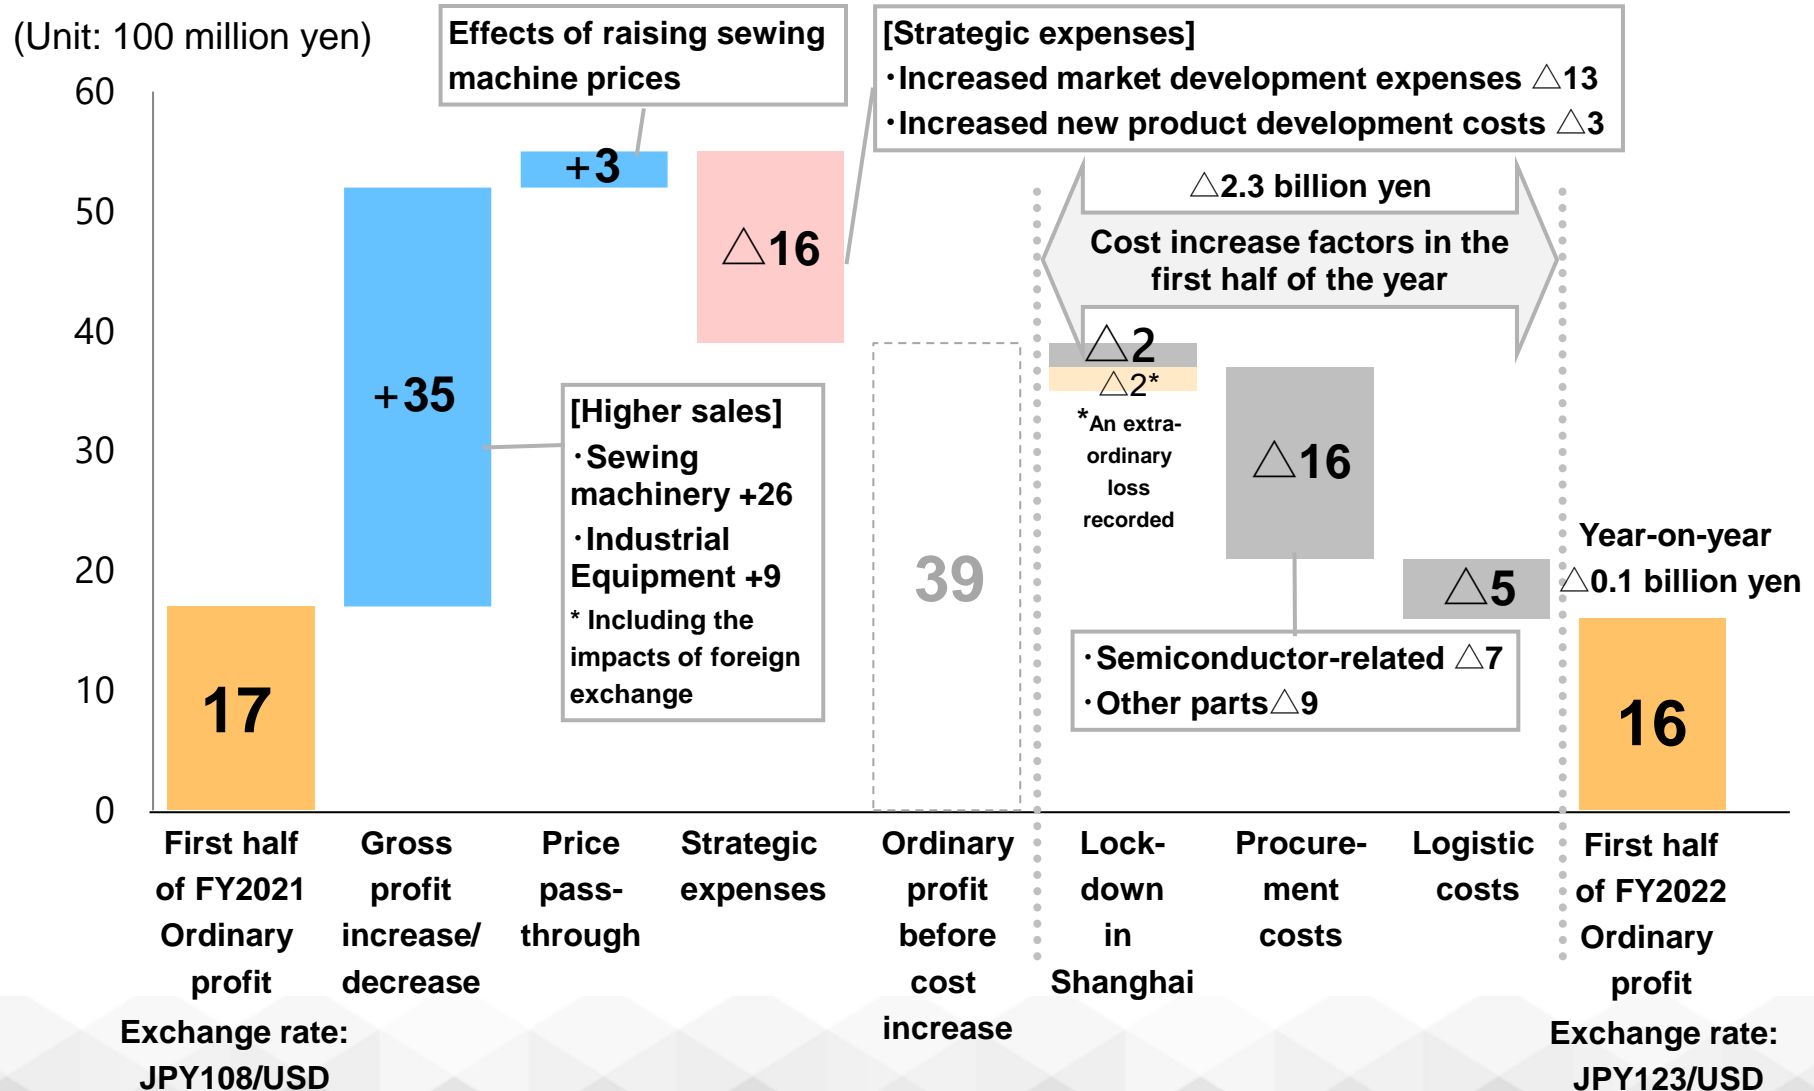 (Unit: 100 million yen)
Effects of raising sewing
machine prices
[Strategic expenses]
･Increased market development expenses △13
･Increased new product development costs △3
△2.3 billion yen
Cost increase factors in the
first half of the year
60
50
40
30
20
10
0
17
+35
+3
△16
39
△2
△2*
*An extra-
ordinary
loss
recorded
△16
△5
16
[Higher sales]
･Sewing
machinery +26
･Industrial
Equipment +9
* Including the
impacts of foreign
exchange
･Semiconductor-related △7
･Other parts△9
Year-on-year
△0.1 billion yen
First half
of FY2021
Ordinary
profit
Exchange rate:
JPY108/USD
Gross
profit
increase/
decrease
Price
pass-
through
Strategic
expenses
Ordinary
profit
before
cost
increase
Lock-
down
in
Shanghai
Procure-
ment
costs
Logistic
costs
First half
of FY2022
Ordinary
profit
Exchange rate:
JPY123/USD